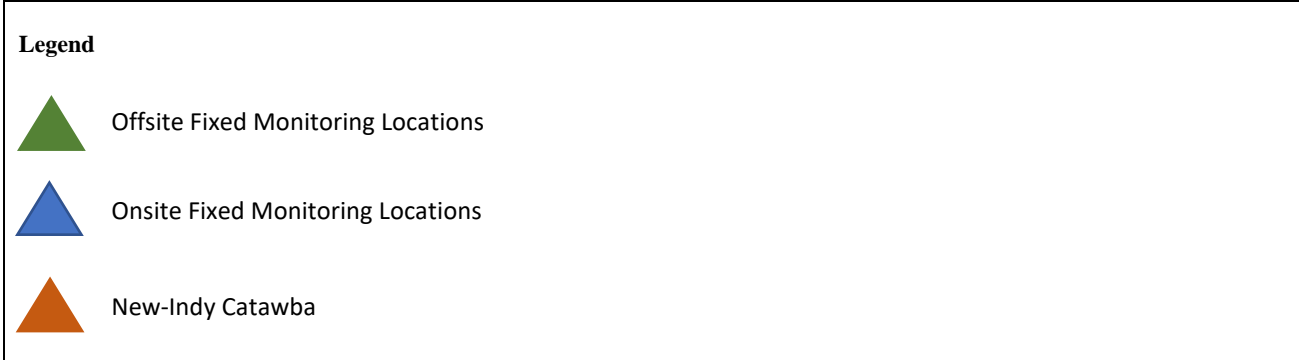 Legend
Offsite Fixed Monitoring Locations
Onsite Fixed Monitoring Locations
New-Indy Catawba